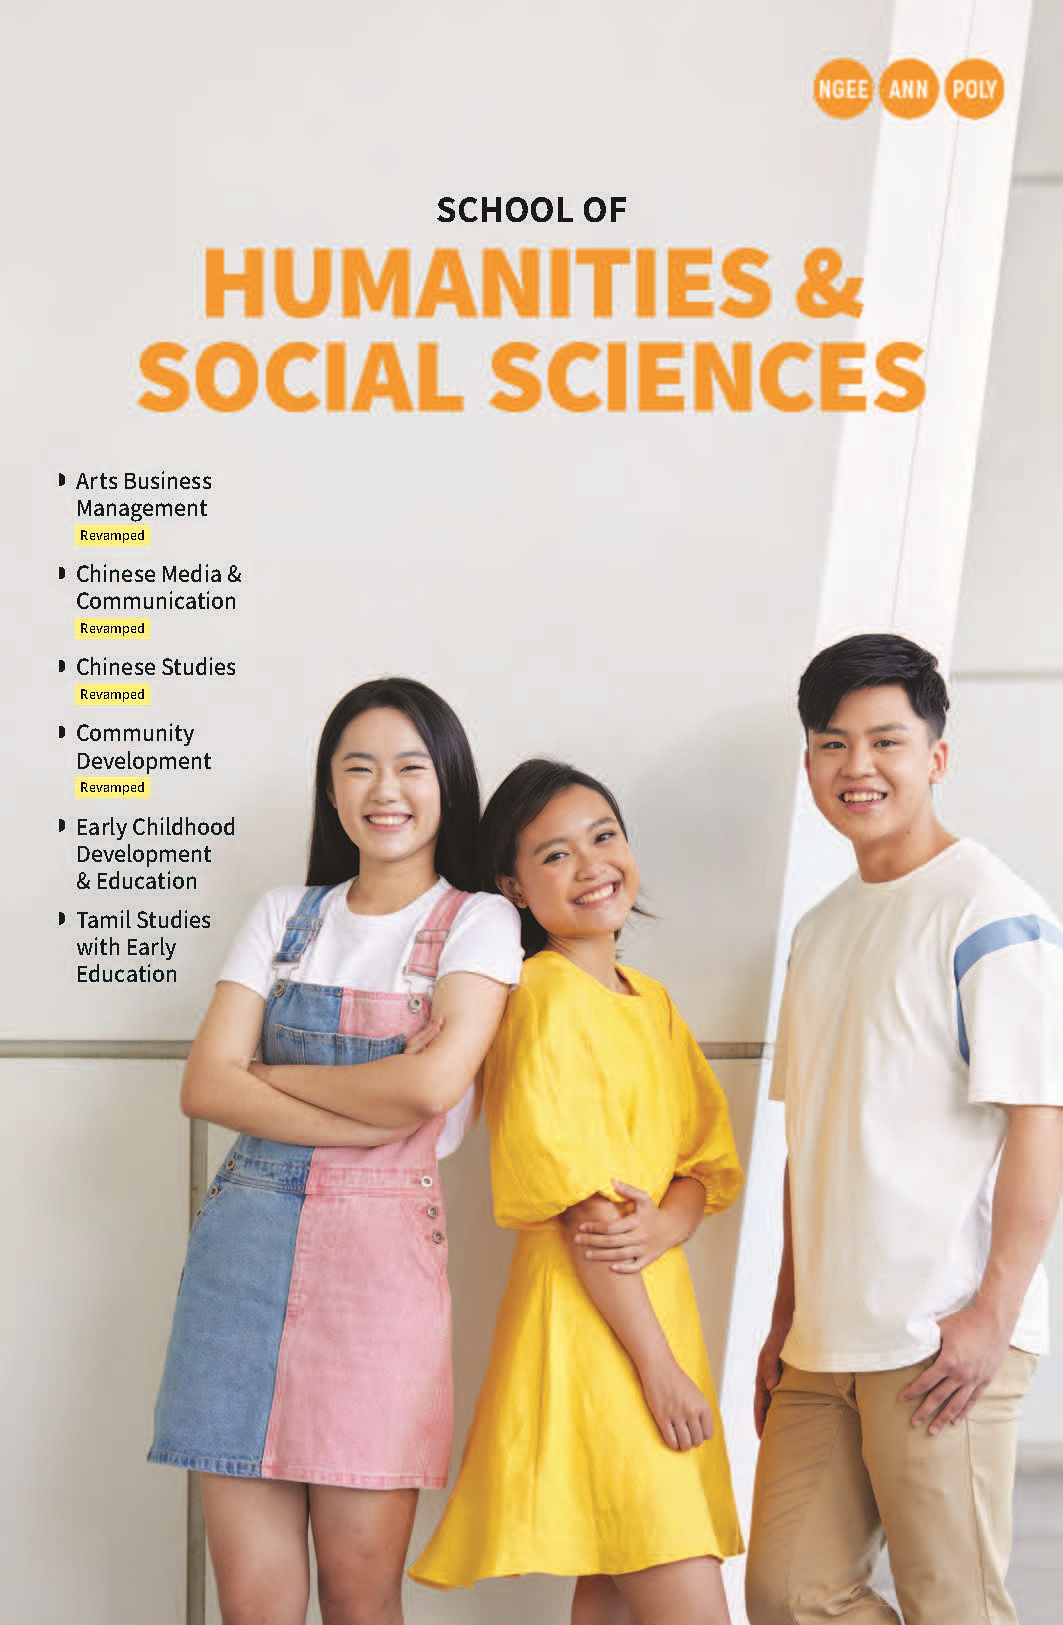 NGEE ANN POLY
SCHOOL OF
HUMANITIES &
SOCIAL SCIENCES
Arts Business
Management
Revamped
Chinese Media &
Communication
Revamped
Chinese Studies
Revamped
Community
Development
Revamped
Early Childhood
Development
& Education
Tamil Studies
with Early
Education